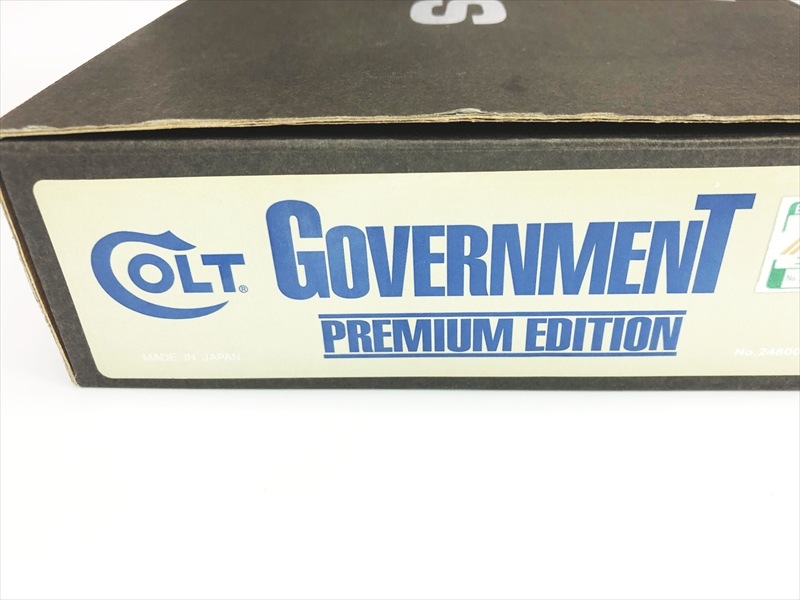 S
COLT® GOVERNMENT
PREMIUM EDITION
MADE IN JAPAN